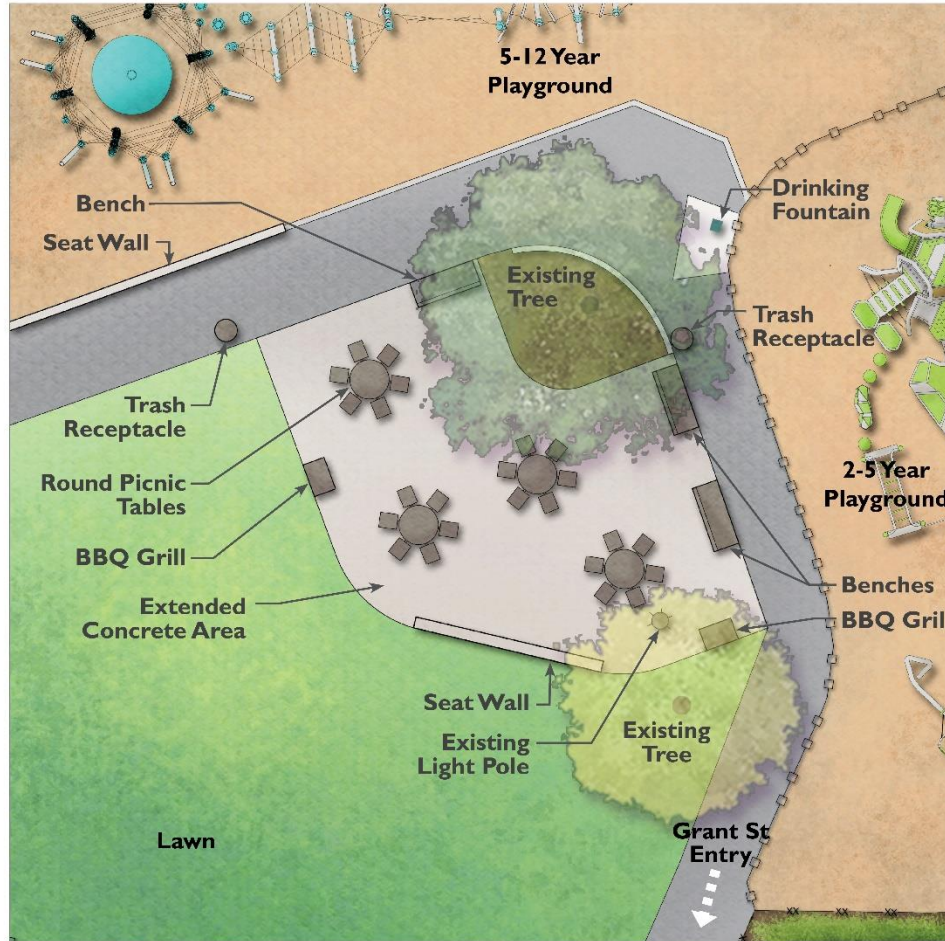 5-12 Year
Playground
Bench
Seat Wall
Drinking
Fountain
Existing
Tree
Trash
Receptacle
Trash
Receptacle
Round Picnic
Tables
2-5 Year
Playground
BBQ Grill
Extended
Concrete Area
Benches
BBQ Grill
Seat Wall
Existing
Light Pole
Existing
Tree
Lawn
Grant St
Entry